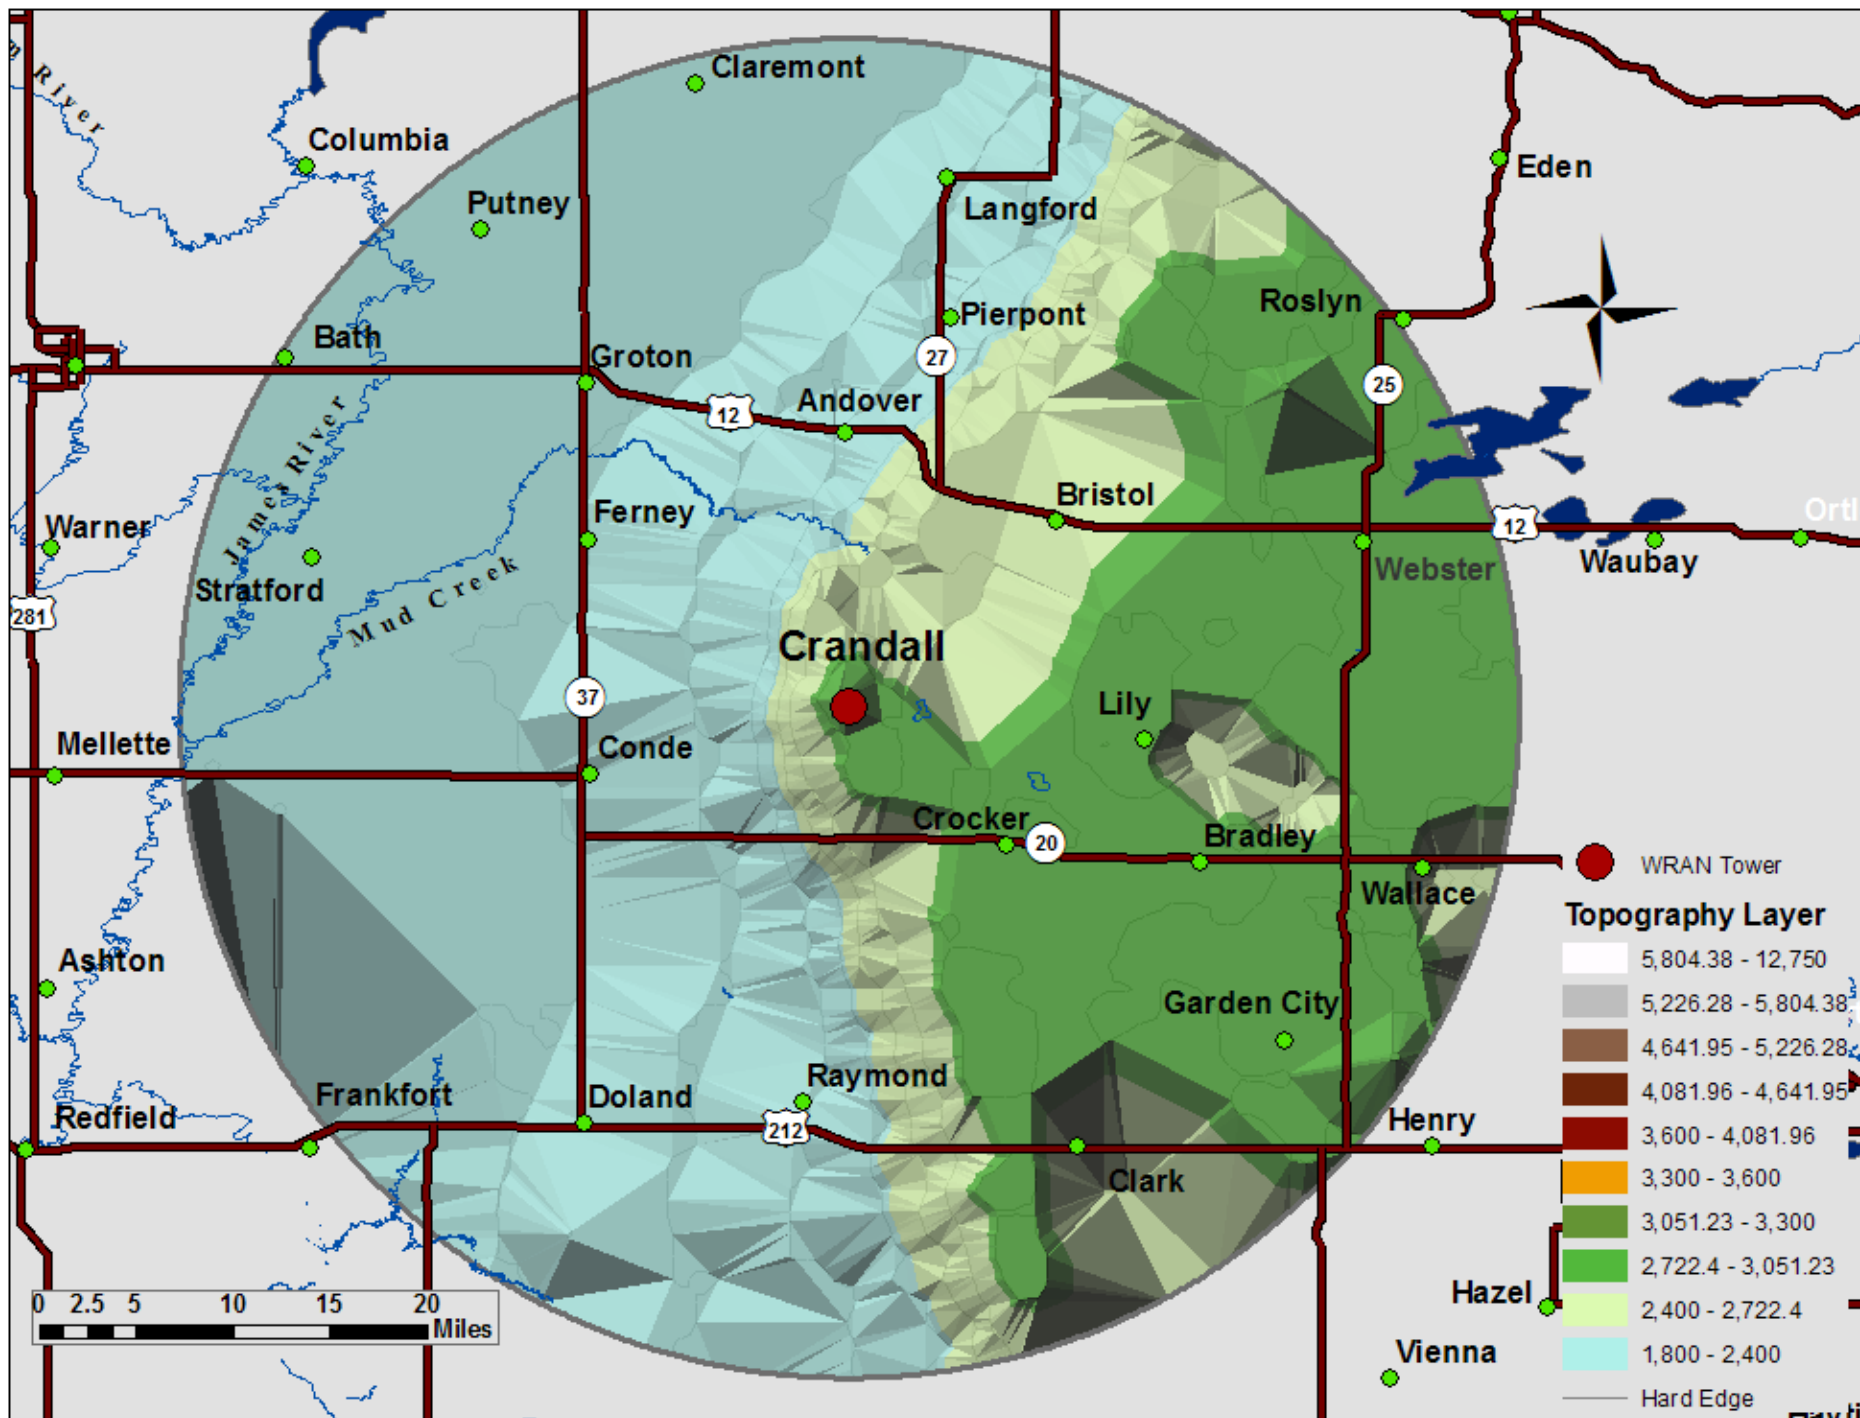 Claremont
River
Columbia
Eden
Putney
Langford
Roslyn
Pierpont
Bath
Groton
27
25
12
Andover
James River
Bristol
Ortl
Ferney
12
Warner
Waubay
Webster
Stratford
Mud Creek
281
Crandall
37
Lily
Mellette
Conde
Crocker
20
Bradley
WRAN Tower
Wallace
Topography Layer
Ashton
5,804.38 - 12,750
Garden City
5,226.28 - 5,804.38
4,641.95 - 5,226.28
Raymond
Frankfort
Doland
4,081.96 - 4,641.95
Redfield
Henry
212
3,600 - 4,081.96
Clark
3,300 - 3,600
3,051.23 - 3,300
2,722.4 - 3,051.23
Hazel
0 2.5 5 10 15 20
Miles
2,400 - 2,722.4
Vienna
1,800 - 2,400
Hard Edge